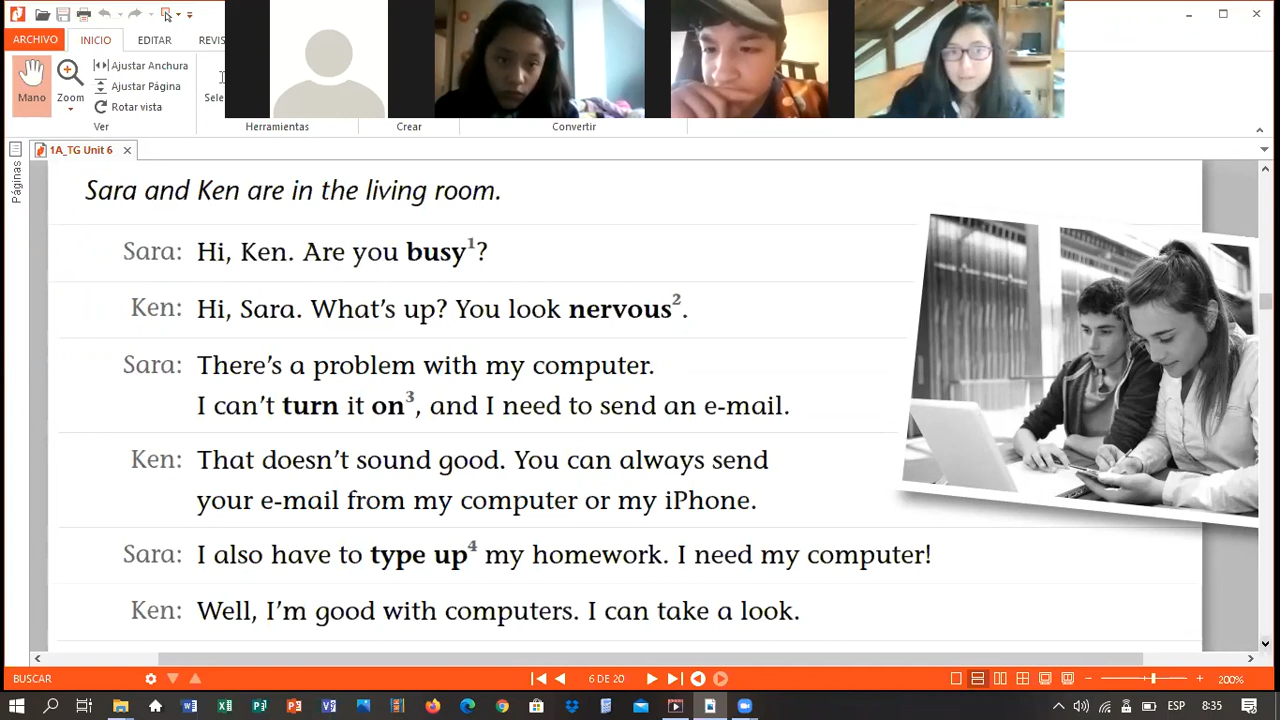 ARCHIVO INICIO EDITAR REVIS
Mano Zoom Ajustar Anchura
Ajustar Página
Rotar vista
Ver Herramientas Crear Convertir
1A_TG Unit 6
Páginas
Sara and Ken are in the living room.
Sara: Hi, Ken. Are you busy¹?
Ken: Hi, Sara. What's up? You look nervous².
Sara: There's a problem with my computer.
I can't turn it on³, and I need to send an e-mail.
Ken: That doesn't sound good. You can always send
your e-mail from my computer or my iPhone.
Sara: I also have to type up⁴ my homework. I need my computer!
Ken: Well, I'm good with computers. I can take a look.
BUSCAR 6 DE 20 200%
ESP 8:35